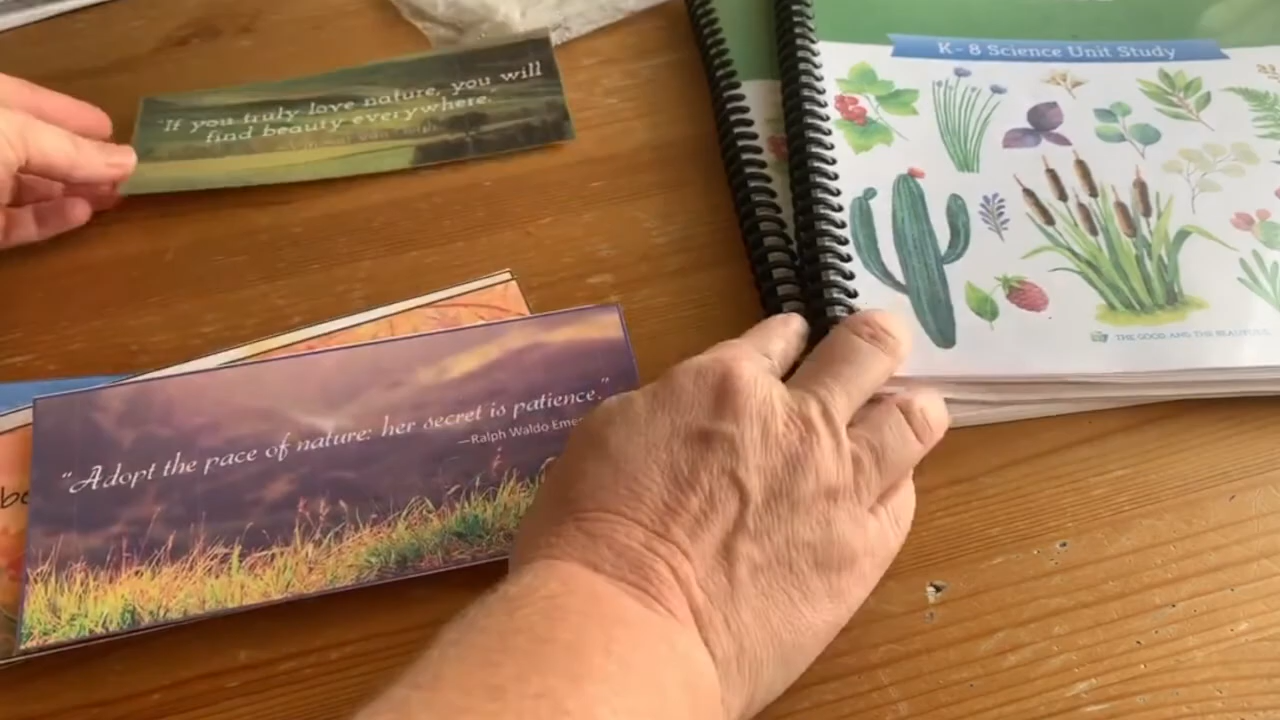 "If you truly love nature, you will
find beauty everywhere."
K-8 Science Unit Study
THE GOOD AND THE BEAUTIFUL
"Adopt the pace of nature: her secret is patience."
—Ralph Waldo Eme
be